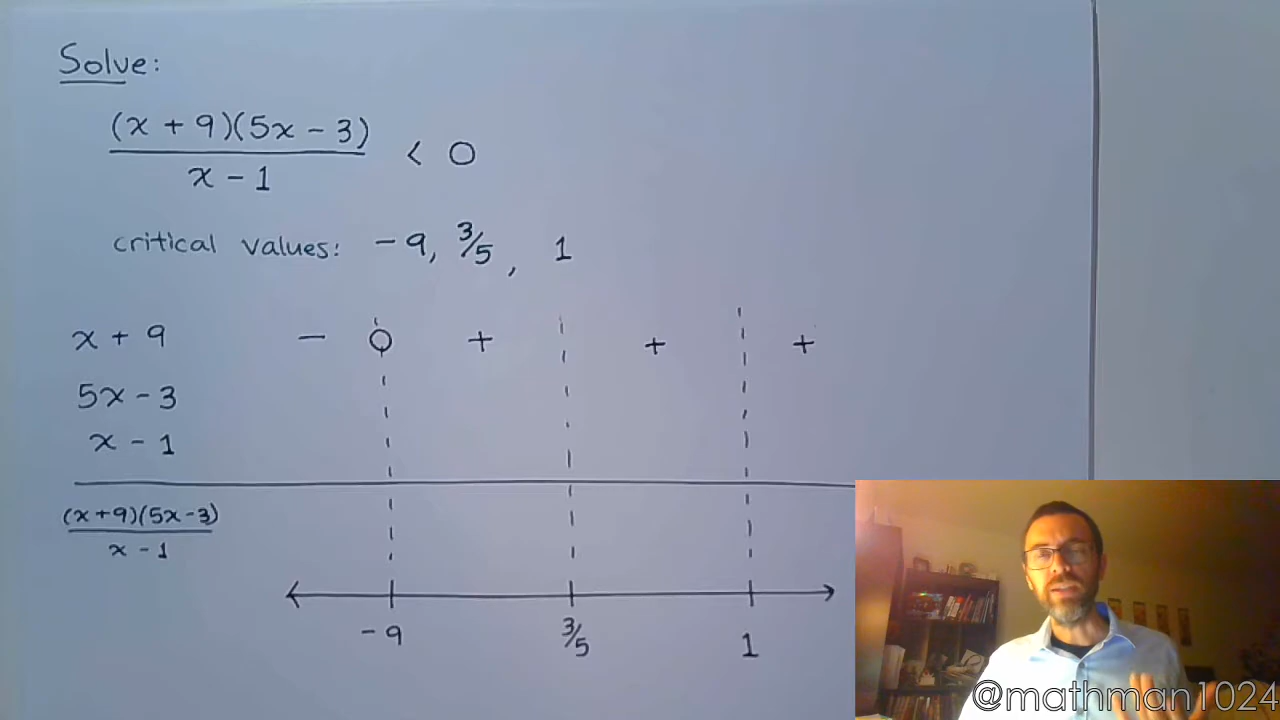 Solve:
(x + 9)(5x - 3)
x - 1
< 0
critical values: -9, 3/5, 1
x + 9 - 0 + + +
5x - 3
x - 1
(x+9)(5x-3)
x - 1
-9 3/5 1
@mathman1024